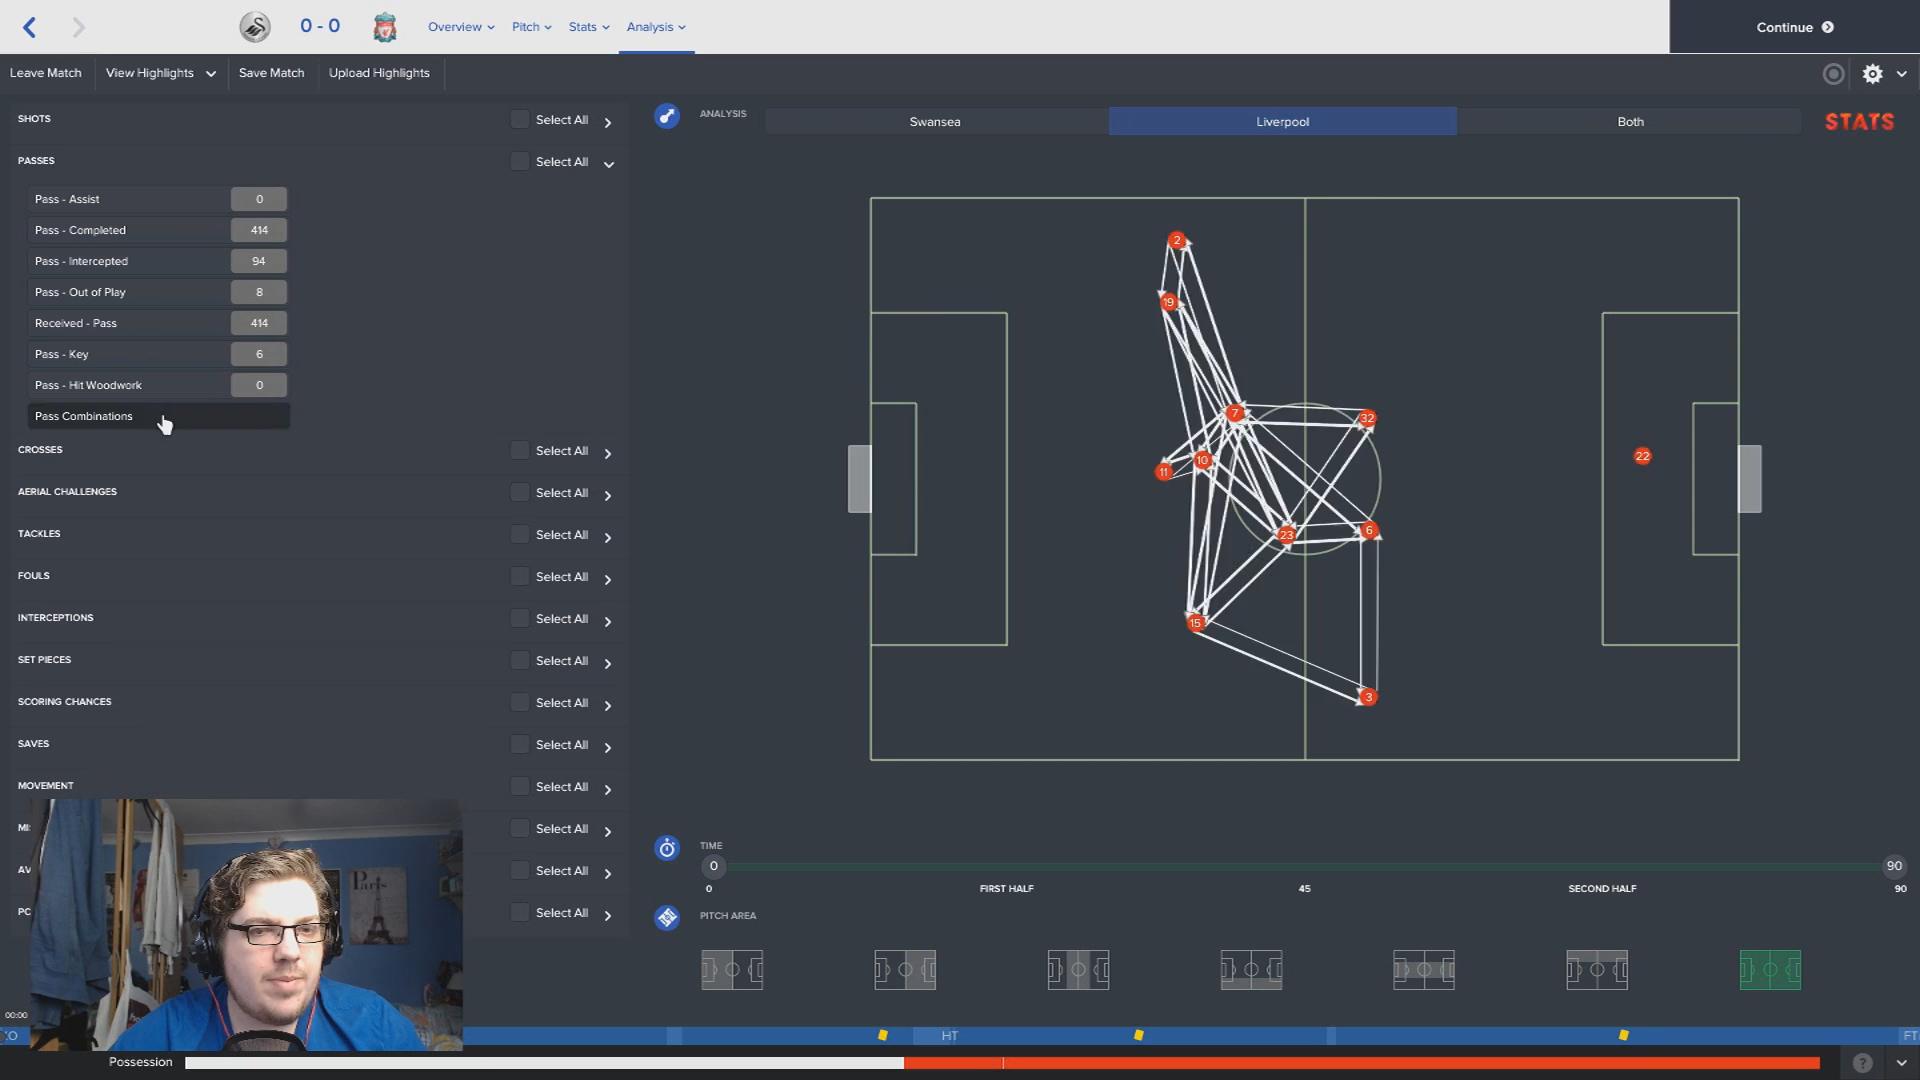 0 - 0
Overview
Pitch
Stats
Analysis
Continue
Leave Match
View Highlights
Save Match
Upload Highlights
SHOTS
Select All
PASSES
Select All
Pass - Assist
0
Pass - Completed
414
Pass - Intercepted
94
Pass - Out of Play
8
Received - Pass
414
Pass - Key
6
Pass - Hit Woodwork
0
Pass Combinations
CROSSES
Select All
AERIAL CHALLENGES
Select All
TACKLES
Select All
FOULS
Select All
INTERCEPTIONS
Select All
SET PIECES
Select All
SCORING CHANCES
Select All
SAVES
Select All
MOVEMENT
Select All
Select All
AV
Select All
Select All
ANALYSIS
Swansea
Liverpool
Both
STATS
2
19
7
32
11
10
22
23
6
15
3
TIME
0
90
0
FIRST HALF
45
SECOND HALF
90
PITCH AREA
Paris
00:00
HT
FT
Possession
?